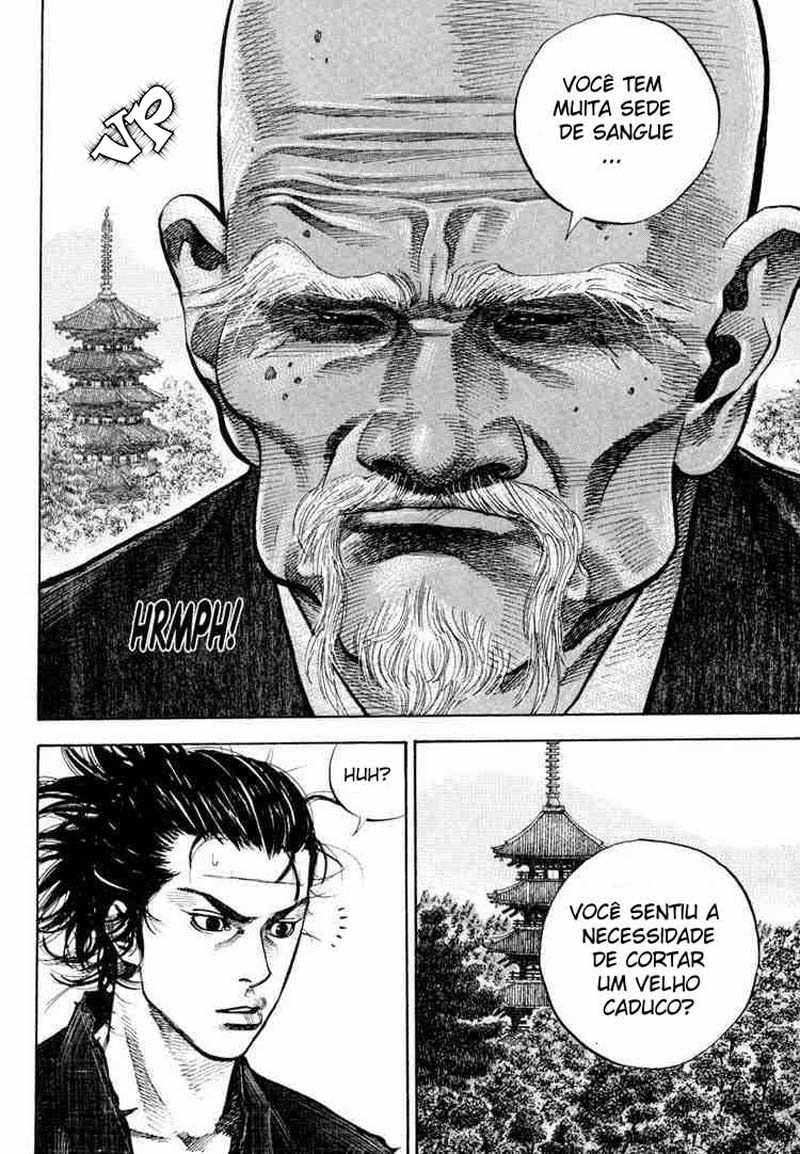 VOCÊ TEM
MUITA SEDE
DE SANGUE
...
VP
HRMPH!
HUH?
VOCÊ SENTIU A
NECESSIDADE
DE CORTAR
UM VELHO
CADUCO?